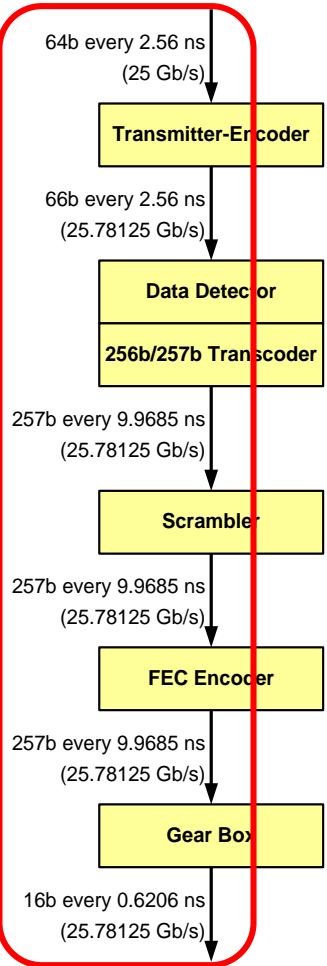 64b every 2.56 ns
(25 Gb/s)
Transmitter-Encoder
66b every 2.56 ns
(25.78125 Gb/s)
Data Detector
256b/257b Transcoder
257b every 9.9685 ns
(25.78125 Gb/s)
Scrambler
257b every 9.9685 ns
(25.78125 Gb/s)
FEC Encoder
257b every 9.9685 ns
(25.78125 Gb/s)
Gear Box
16b every 0.6206 ns
(25.78125 Gb/s)